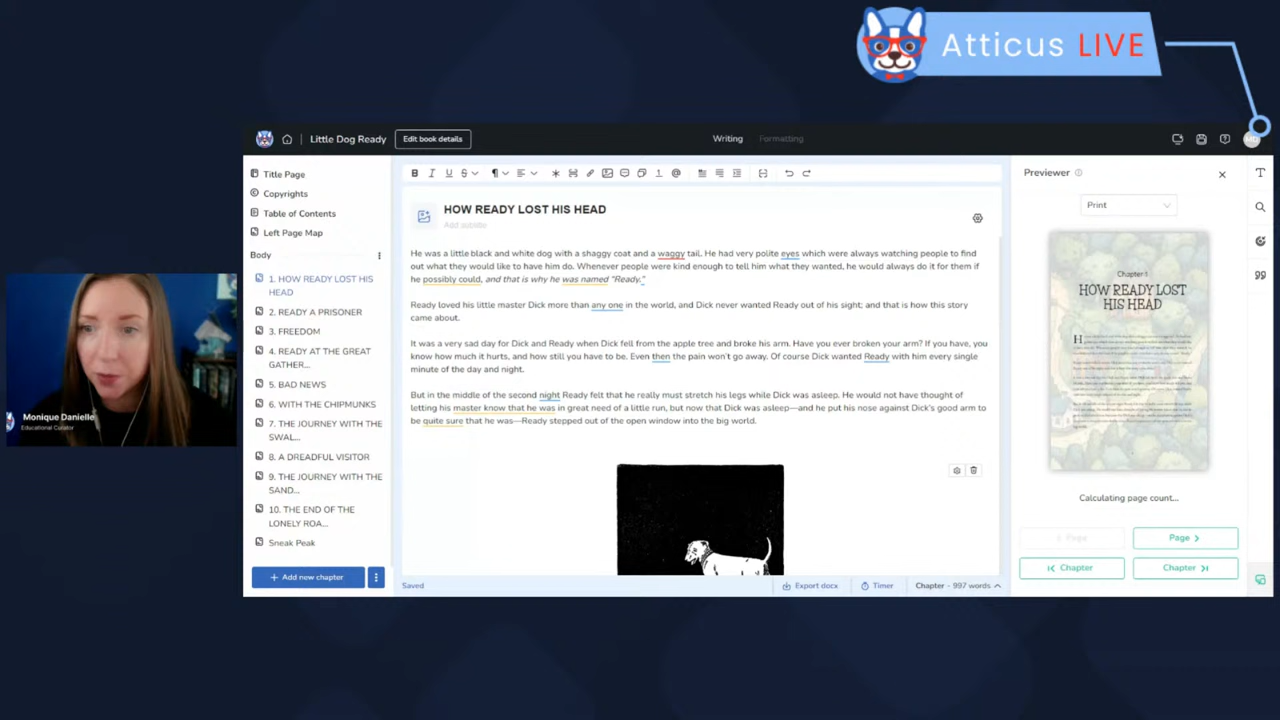 Atticus LIVE
Little Dog Ready
Edit book details
Writing
Formatting
Title Page
Copyrights
Table of Contents
Left Page Map
Body
1. HOW READY LOST HIS
HEAD
2. READY A PRISONER
3. FREEDOM
4. READY AT THE GREAT
GATHER...
5. BAD NEWS
6. WITH THE CHIPMUNKS
7. THE JOURNEY WITH THE
SWAL...
8. A DREADFUL VISITOR
9. THE JOURNEY WITH THE
SAND...
10. THE END OF THE
LONELY ROA...
Sneak Peak
+ Add new chapter
HOW READY LOST HIS HEAD
Add subtitle
He was a little black and white dog with a shaggy coat and a waggy tail. He had very polite eyes which were always watching people to find
out what they would like to have him do. Whenever people were kind enough to tell him what they wanted, he would always do it for them if
he possibly could, and that is why he was named "Ready."
Ready loved his little master Dick more than any one in the world, and Dick never wanted Ready out of his sight; and that is how this story
came about.
It was a very sad day for Dick and Ready when Dick fell from the apple tree and broke his arm. Have you ever broken your arm? If you have, you
know how much it hurts, and how still you have to be. Even then the pain won't go away. Of course Dick wanted Ready with him every single
minute of the day and night.
But in the middle of the second night Ready felt that he really must stretch his legs while Dick was asleep. He would not have thought of
letting his master know that he was in great need of a little run, but now that Dick was asleep—and he put his nose against Dick's good arm to
be quite sure that he was—Ready stepped out of the open window into the big world.
Saved
Export docx
Timer
Chapter - 997 words
Previewer
Print
Chapter 1
HOW READY LOST
HIS HEAD
Calculating page count...
< Page
Page >
Chapter
Chapter
Monique Danielle
Educational Curator